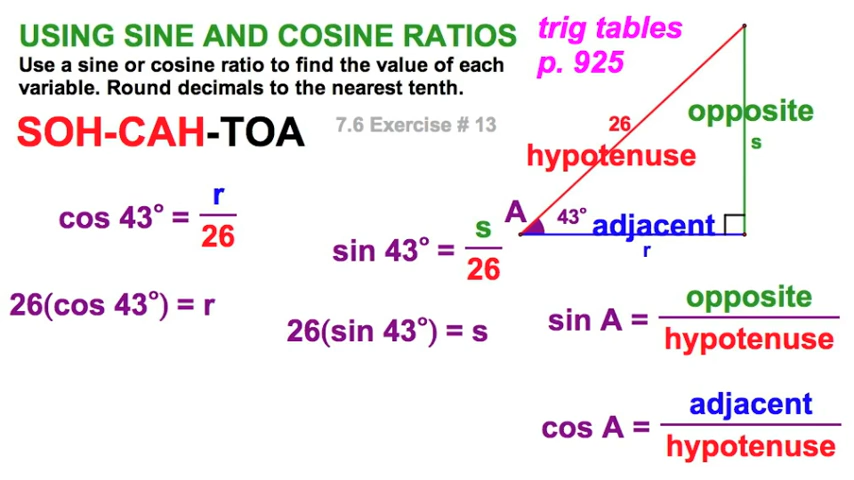 USING SINE AND COSINE RATIOS
Use a sine or cosine ratio to find the value of each
variable. Round decimals to the nearest tenth.
trig tables
p. 925
SOH-CAH-TOA
7.6 Exercise # 13
26
hypotenuse
opposite
s
A
43°
adjacent
r
cos 43° = r/26
26(cos 43°) = r
sin 43° = s/26
26(sin 43°) = s
sin A = opposite/hypotenuse
cos A = adjacent/hypotenuse